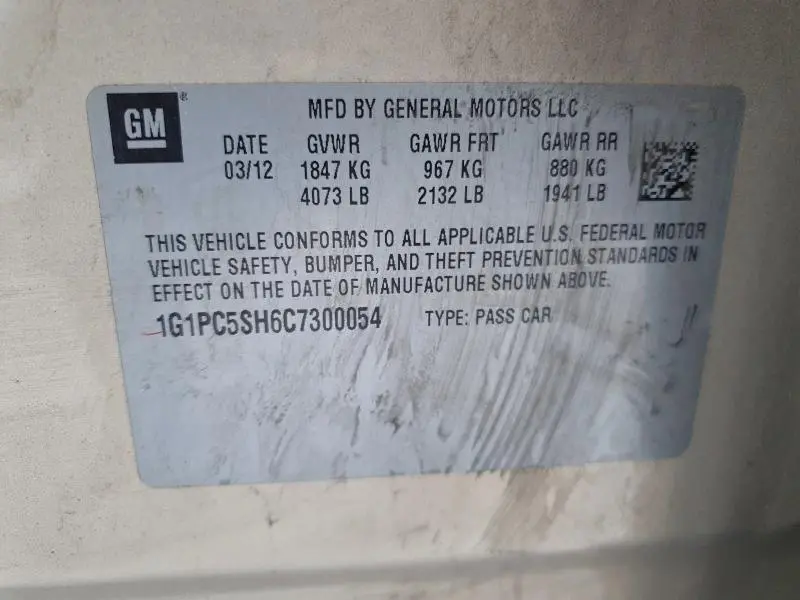 GM®
MFD BY GENERAL MOTORS LLC
DATE GVWR GAWR FRT GAWR RR
03/12 1847 KG 967 KG 880 KG
4073 LB 2132 LB 1941 LB
THIS VEHICLE CONFORMS TO ALL APPLICABLE U.S. FEDERAL MOTOR
VEHICLE SAFETY, BUMPER, AND THEFT PREVENTION STANDARDS IN
EFFECT ON THE DATE OF MANUFACTURE SHOWN ABOVE.
1G1PC5SH6C7300054 TYPE: PASS CAR